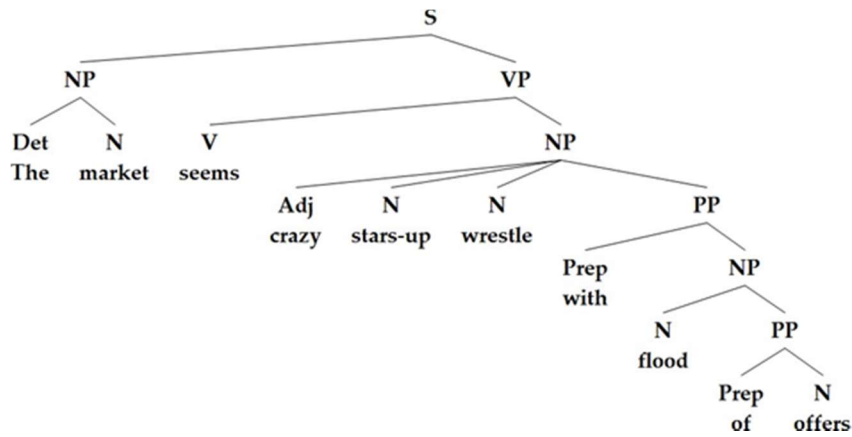 S
NP VP
Det N V NP
The market seems
Adj N N PP
crazy stars-up wrestle
Prep NP
with
N PP
flood
Prep N
of offers